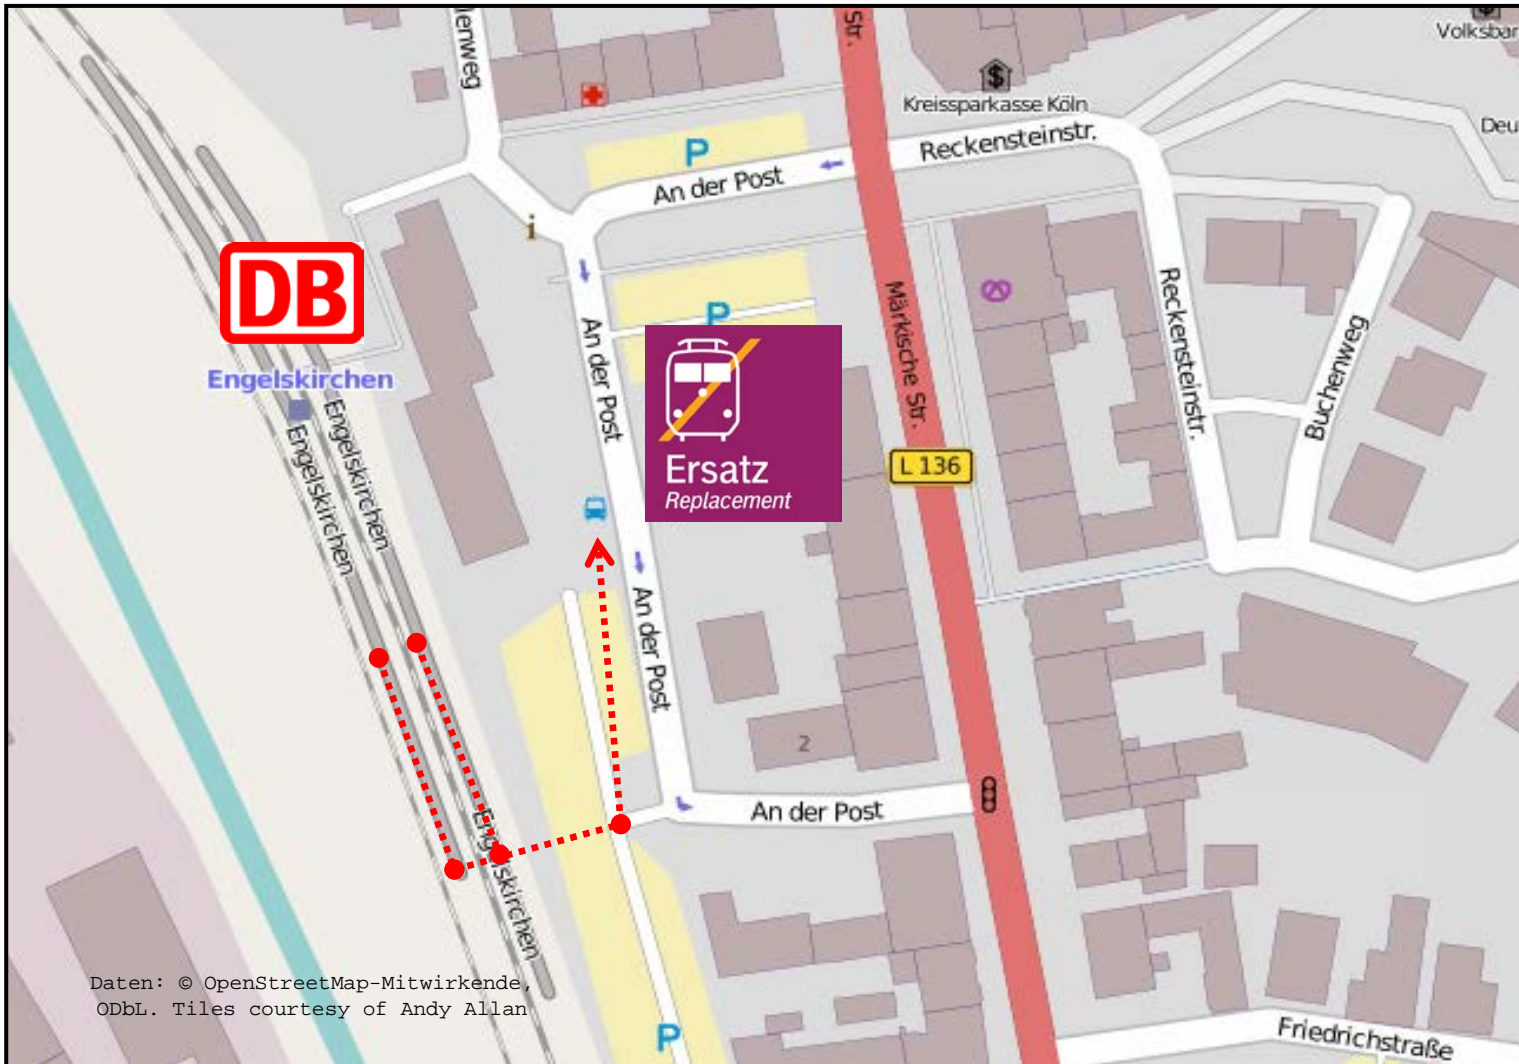 lenweg
Str.
Volksbar
Kreissparkasse Köln
Deu
Reckensteinstr.
P
An der Post
i
DB
Engelskirchen
P
An der Post
Märkische Str.
Reckensteinstr.
Buchenweg
Ersatz
Replacement
L 136
Engelskirchen
Engelskirchen
An der Post
2
An der Post
Engelskirchen
Daten: © OpenStreetMap-Mitwirkende,
ODbL. Tiles courtesy of Andy Allan
P
Friedrichstraße